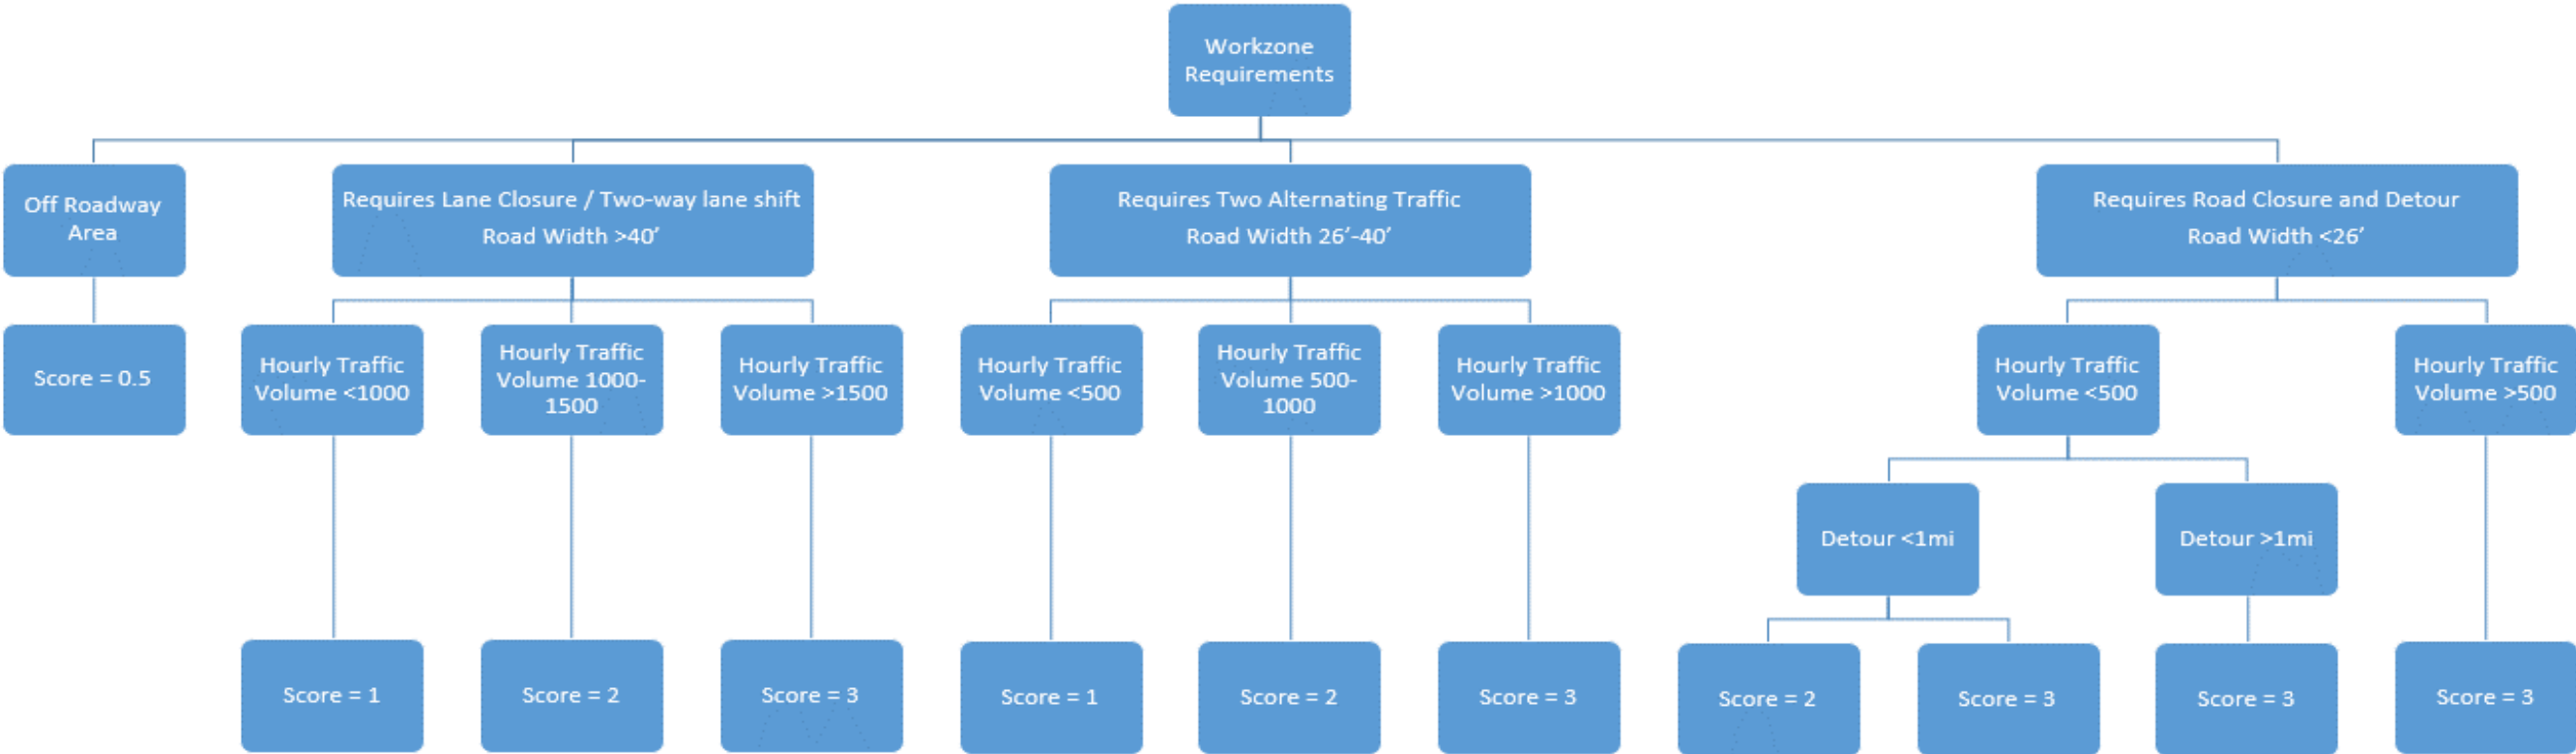 Workzone
Requirements
Off Roadway
Area
Requires Lane Closure / Two-way lane shift
Road Width >40’
Requires Two Alternating Traffic
Road Width 26’-40’
Requires Road Closure and Detour
Road Width <26’
Score = 0.5
Hourly Traffic
Volume <1000
Hourly Traffic
Volume 1000-
1500
Hourly Traffic
Volume >1500
Hourly Traffic
Volume <500
Hourly Traffic
Volume 500-
1000
Hourly Traffic
Volume >1000
Hourly Traffic
Volume <500
Hourly Traffic
Volume >500
Detour <1mi
Detour >1mi
Score = 1
Score = 2
Score = 3
Score = 1
Score = 2
Score = 3
Score = 2
Score = 3
Score = 3
Score = 3